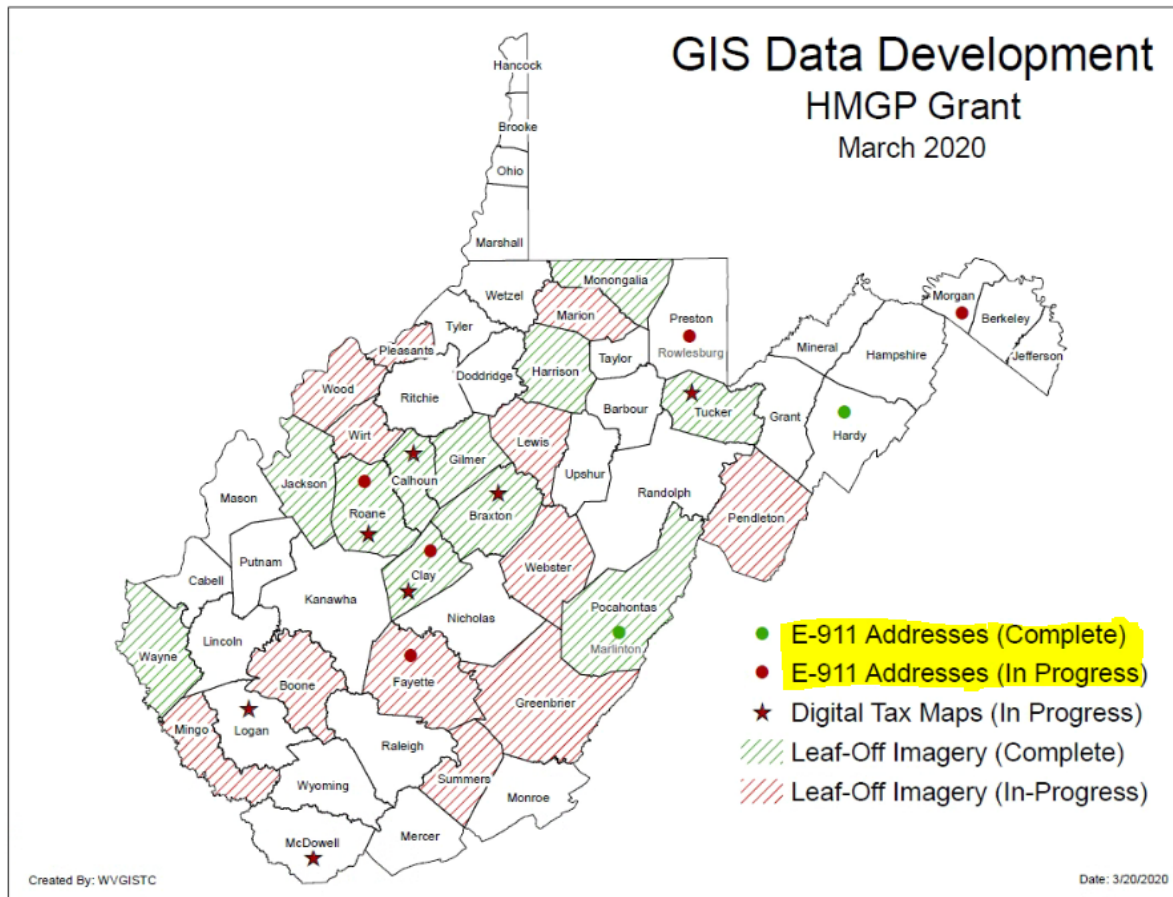 GIS Data Development
HMGP Grant
March 2020
Hancock
Brooke
Ohio
Marshall
Wetzel
Monongalia
Marion
Preston
Rowlesburg
Morgan
Berkeley
Jefferson
Mineral
Hampshire
Tyler
Pleasants
Doddridge
Harrison
Taylor
Wood
Ritchie
Barbour
Tucker
Grant
Hardy
Wirt
Lewis
Gilmer
Calhoun
Upshur
Jackson
Mason
Roane
Braxton
Randolph
Pendleton
Putnam
Cabell
Clay
Webster
Kanawha
Nicholas
Pocahontas
Marlinton
Lincoln
Wayne
Boone
Fayette
Greenbrier
Mingo
Logan
Raleigh
Summers
Wyoming
Monroe
McDowell
Mercer
E-911 Addresses (Complete)
E-911 Addresses (In Progress)
Digital Tax Maps (In Progress)
Leaf-Off Imagery (Complete)
Leaf-Off Imagery (In-Progress)
Created By: WVGISTC
Date: 3/20/2020